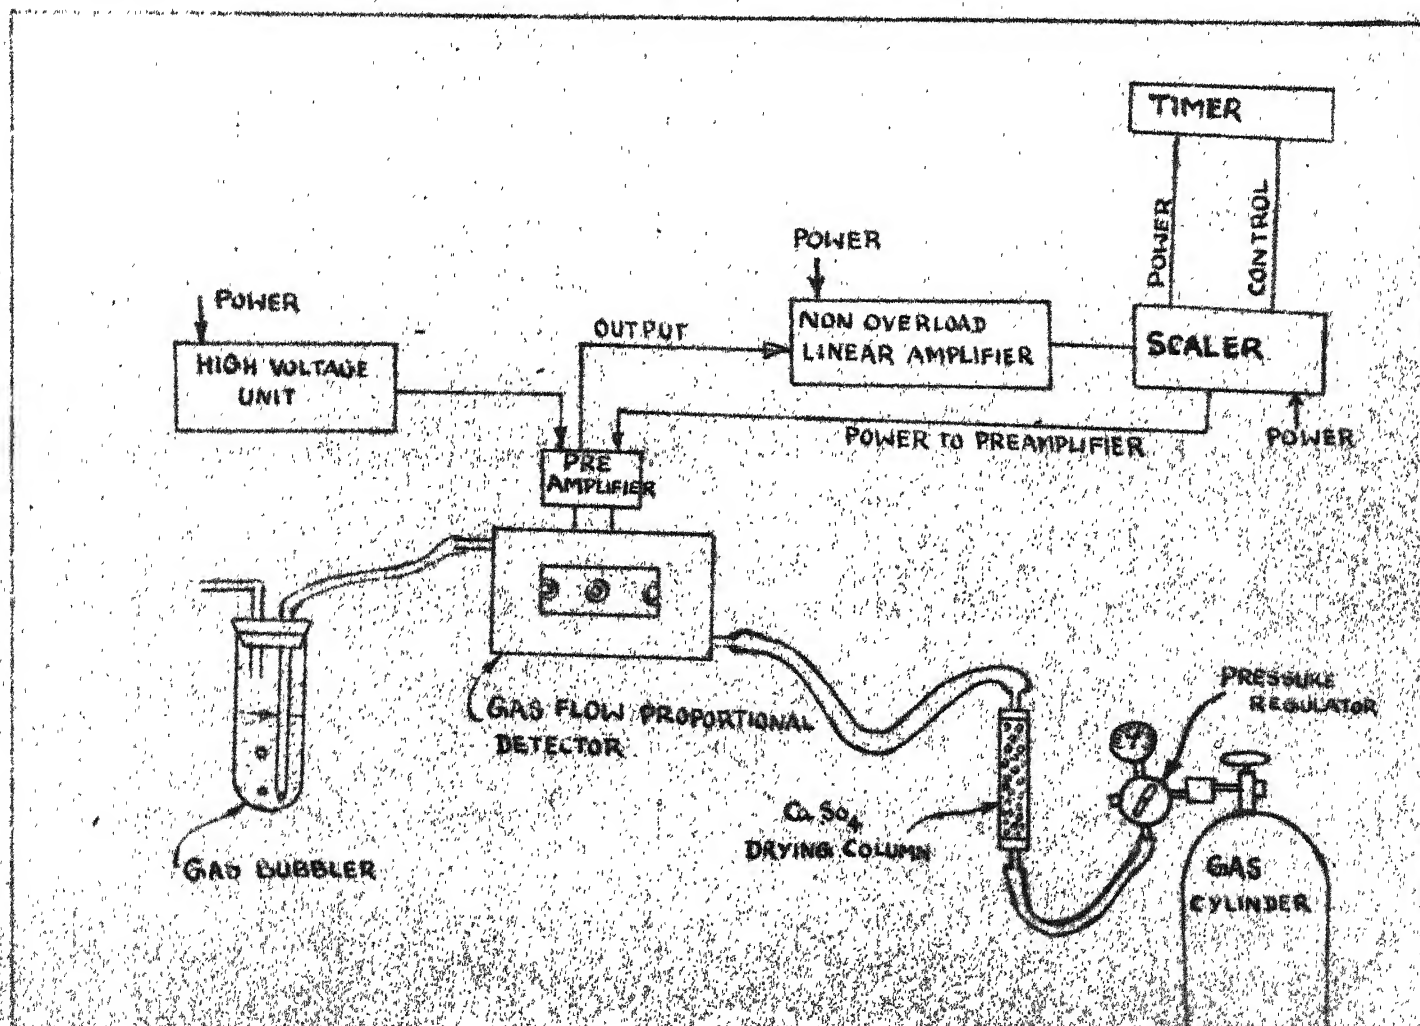 TIMER
POWER
CONTROL
POWER
POWER
OUTPUT
NON OVERLOAD
LINEAR AMPLIFIER
SCALER
HIGH VOLTAGE
UNIT
POWER TO PREAMPLIFIER
POWER
PRE
AMPLIFIER
PRESSURE
REGULATOR
GAS FLOW PROPORTIONAL
DETECTOR
Ca SO4
DRYING COLUMN
GAS BUBBLER
GAS
CYLINDER